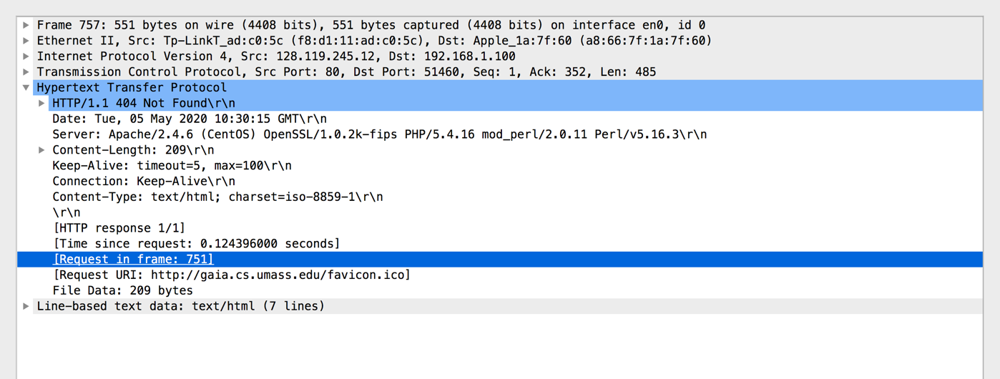 Frame 757: 551 bytes on wire (4408 bits), 551 bytes captured (4408 bits) on interface en0, id 0
Ethernet II, Src: Tp-LinkT_ad:c0:5c (f8:d1:11:ad:c0:5c), Dst: Apple_1a:7f:60 (a8:66:7f:1a:7f:60)
Internet Protocol Version 4, Src: 128.119.245.12, Dst: 192.168.1.100
Transmission Control Protocol, Src Port: 80, Dst Port: 51460, Seq: 1, Ack: 352, Len: 485
Hypertext Transfer Protocol
HTTP/1.1 404 Not Found\r\n
Date: Tue, 05 May 2020 10:30:15 GMT\r\n
Server: Apache/2.4.6 (CentOS) OpenSSL/1.0.2k-fips PHP/5.4.16 mod_perl/2.0.11 Perl/v5.16.3\r\n
Content-Length: 209\r\n
Keep-Alive: timeout=5, max=100\r\n
Connection: Keep-Alive\r\n
Content-Type: text/html; charset=iso-8859-1\r\n
\r\n
[HTTP response 1/1]
[Time since request: 0.124396000 seconds]
[Request in frame: 751]
[Request URI: http://gaia.cs.umass.edu/favicon.ico]
File Data: 209 bytes
Line-based text data: text/html (7 lines)